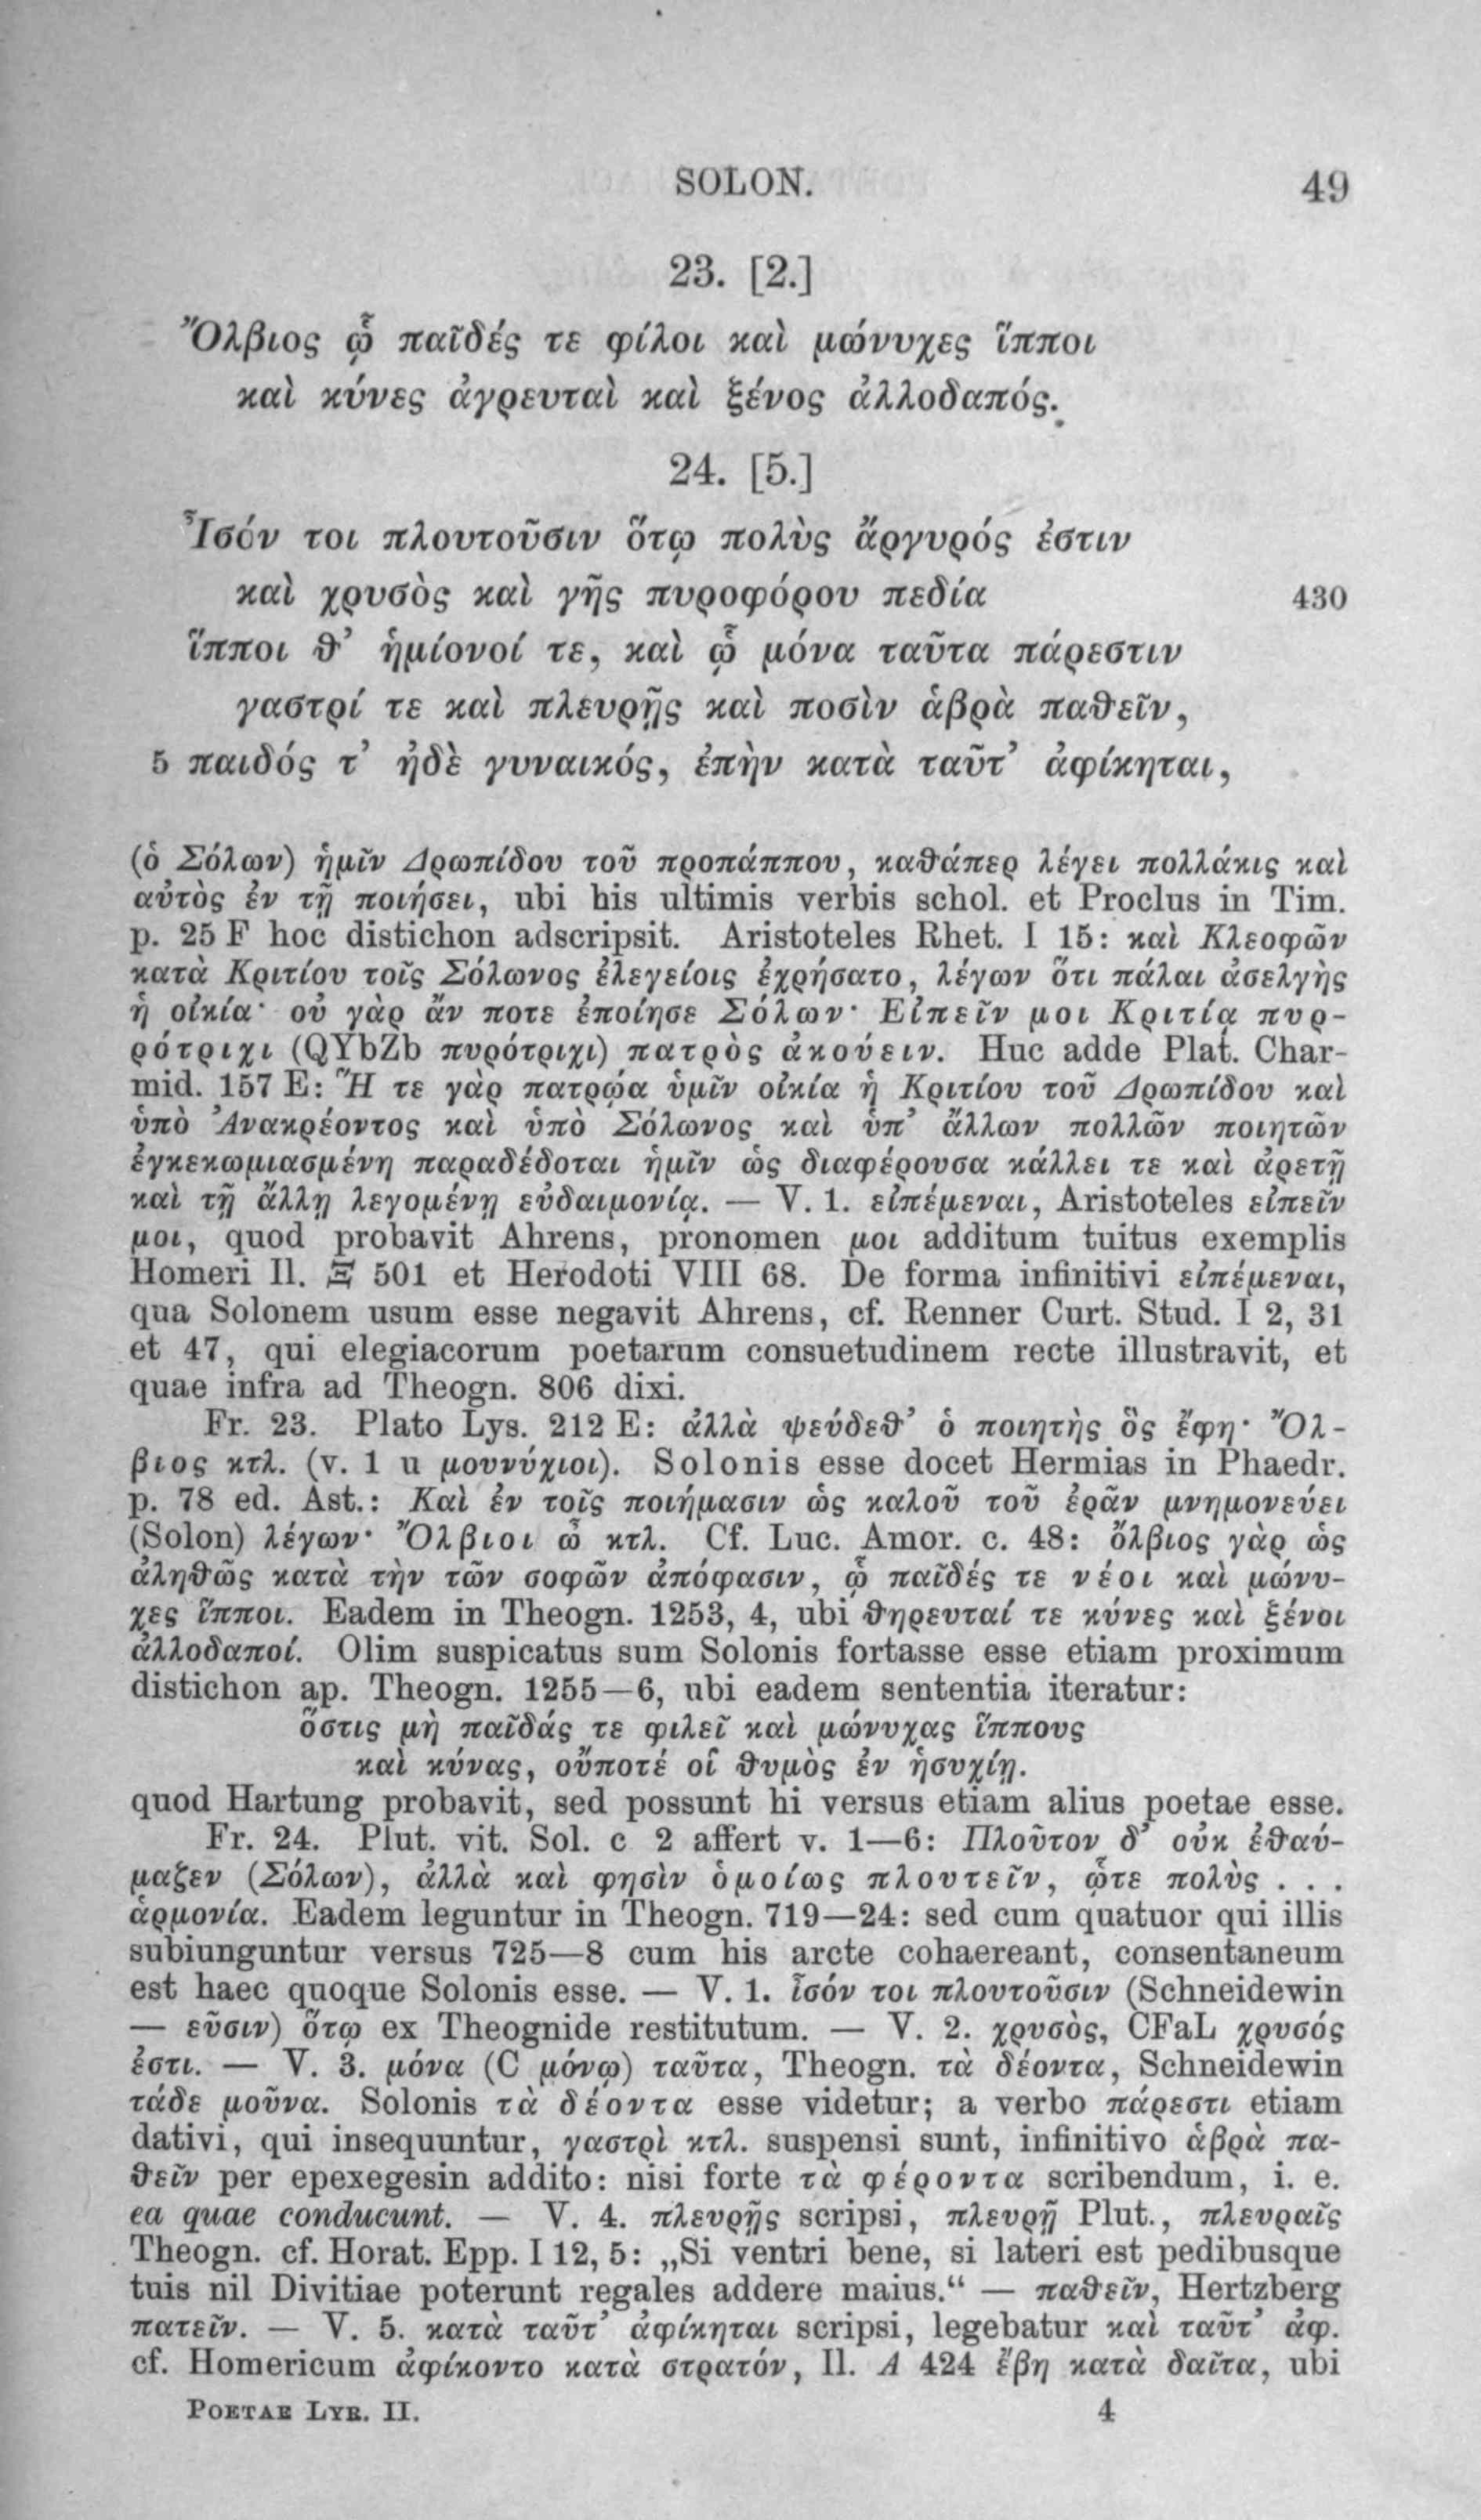 SOLON. 49
23. [2.]
Ὄλβιος ᾧ παῖδές τε φίλοι καὶ μώνυχες ἵπποι
καὶ κύνες ἀγρευταὶ καὶ ξένος ἀλλοδαπός.
24. [5.]
Ἶσόν τοι πλουτοῦσιν ὅτῳ πολὺς ἄργυρός ἐστιν
καὶ χρυσὸς καὶ γῆς πυροφόρου πεδία 430
ἵπποι θ’ ἡμίονοί τε, καὶ ᾧ μόνα ταῦτα πάρεστιν
γαστρί τε καὶ πλευρῇς καὶ ποσὶν ἁβρὰ παθεῖν,
5 παιδός τ’ ἠδὲ γυναικός, ἐπὴν κατὰ ταῦτ’ ἀφίκηται,
(ὁ Σόλων) ἡμῖν Δρωπίδου τοῦ προπάππου, καθάπερ λέγει πολλάκις καὶ
αὐτὸς ἐν τῇ ποιήσει, ubi his ultimis verbis schol. et Proclus in Tim.
p. 25 F hoc distichon adscripsit. Aristoteles Rhet. I 15: καὶ Κλεοφῶν
κατὰ Κριτίου τοῖς Σόλωνος ἐλεγείοις ἐχρήσατο, λέγων ὅτι πάλαι ἀσελγὴς
ἡ οἰκία· οὐ γὰρ ἄν ποτε ἐποίησε Σόλων· Εἰπεῖν μοι Κριτίᾳ πυρ-
ρότριχι (QYbZb πυρότριχι) πατρὸς ἀκούειν. Huc adde Plat. Char-
mid. 157 E: Ἥ τε γὰρ πατρῴα ὑμῖν οἰκία ἡ Κριτίου τοῦ Δρωπίδου καὶ
ὑπὸ Ἀνακρέοντος καὶ ὑπὸ Σόλωνος καὶ ὑπ’ ἄλλων πολλῶν ποιητῶν
ἐγκεκωμιασμένη παραδέδοται ἡμῖν ὡς διαφέρουσα κάλλει τε καὶ ἀρετῇ
καὶ τῇ ἄλλῃ λεγομένῃ εὐδαιμονίᾳ. — V. 1. εἰπέμεναι, Aristoteles εἰπεῖν
μοι, quod probavit Ahrens, pronomen μοι additum tuitus exemplis
Homeri Il. Ξ 501 et Herodoti VIII 68. De forma infinitivi εἰπέμεναι,
qua Solonem usum esse negavit Ahrens, cf. Renner Curt. Stud. I 2, 31
et 47, qui elegiacorum poetarum consuetudinem recte illustravit, et
quae infra ad Theogn. 806 dixi.
Fr. 23. Plato Lys. 212 E: ἀλλὰ ψεύδεθ’ ὁ ποιητὴς ὃς ἔφη· Ὄλ-
βιος κτλ. (v. 1 u μουνύχιοι). Solonis esse docet Hermias in Phaedr.
p. 78 ed. Ast.: Καὶ ἐν τοῖς ποιήμασιν ὡς καλοῦ τοῦ ἐρᾶν μνημονεύει
(Solon) λέγων· Ὄλβιοι ὦ κτλ. Cf. Luc. Amor. c. 48: ὄλβιος γὰρ ὡς
ἀληθῶς κατὰ τὴν τῶν σοφῶν ἀπόφασιν, ᾧ παῖδές τε νέοι καὶ μώνυ-
χες ἵπποι. Eadem in Theogn. 1253, 4, ubi θηρευταί τε κύνες καὶ ξένοι
ἀλλοδαποί. Olim suspicatus sum Solonis fortasse esse etiam proximum
distichon ap. Theogn. 1255—6, ubi eadem sententia iteratur:
ὅστις μὴ παῖδάς τε φιλεῖ καὶ μώνυχας ἵππους
καὶ κύνας, οὔποτέ οἱ θυμὸς ἐν ἡσυχίῃ.
quod Hartung probavit, sed possunt hi versus etiam alius poetae esse.
Fr. 24. Plut. vit. Sol. c 2 affert v. 1—6: Πλοῦτον δ’ οὐκ ἐθαύ-
μαζεν (Σόλων), ἀλλὰ καὶ φησὶν ὁμοίως πλουτεῖν, ᾧτε πολὺς . . .
ἁρμονία. Eadem leguntur in Theogn. 719—24: sed cum quatuor qui illis
subiunguntur versus 725—8 cum his arcte cohaereant, consentaneum
est haec quoque Solonis esse. — V. 1. ἶσόν τοι πλουτοῦσιν (Schneidewin
— εῦσιν) ὅτῳ ex Theognide restitutum. — V. 2. χρυσὸς, CFaL χρυσός
ἐστι. — V. 3. μόνα (C μόνῳ) ταῦτα, Theogn. τὰ δέοντα, Schneidewin
τάδε μοῦνα. Solonis τὰ δέοντα esse videtur; a verbo πάρεστι etiam
dativi, qui insequuntur, γαστρὶ κτλ. suspensi sunt, infinitivo ἁβρὰ πα-
θεῖν per epexegesin addito: nisi forte τὰ φέροντα scribendum, i. e.
ea quae conducunt. — V. 4. πλευρῇς scripsi, πλευρῇ Plut., πλευραῖς
Theogn. cf. Horat. Epp. I 12, 5: „Si ventri bene, si lateri est pedibusque
tuis nil Divitiae poterunt regales addere maius.“ — παθεῖν, Hertzberg
πατεῖν. — V. 5. κατὰ ταῦτ’ ἀφίκηται scripsi, legebatur καὶ ταῦτ’ ἀφ.
cf. Homericum ἀφίκοντο κατὰ στρατόν, Il. Α 424 ἔβη κατὰ δαῖτα, ubi
POETAE LYR. II. 4